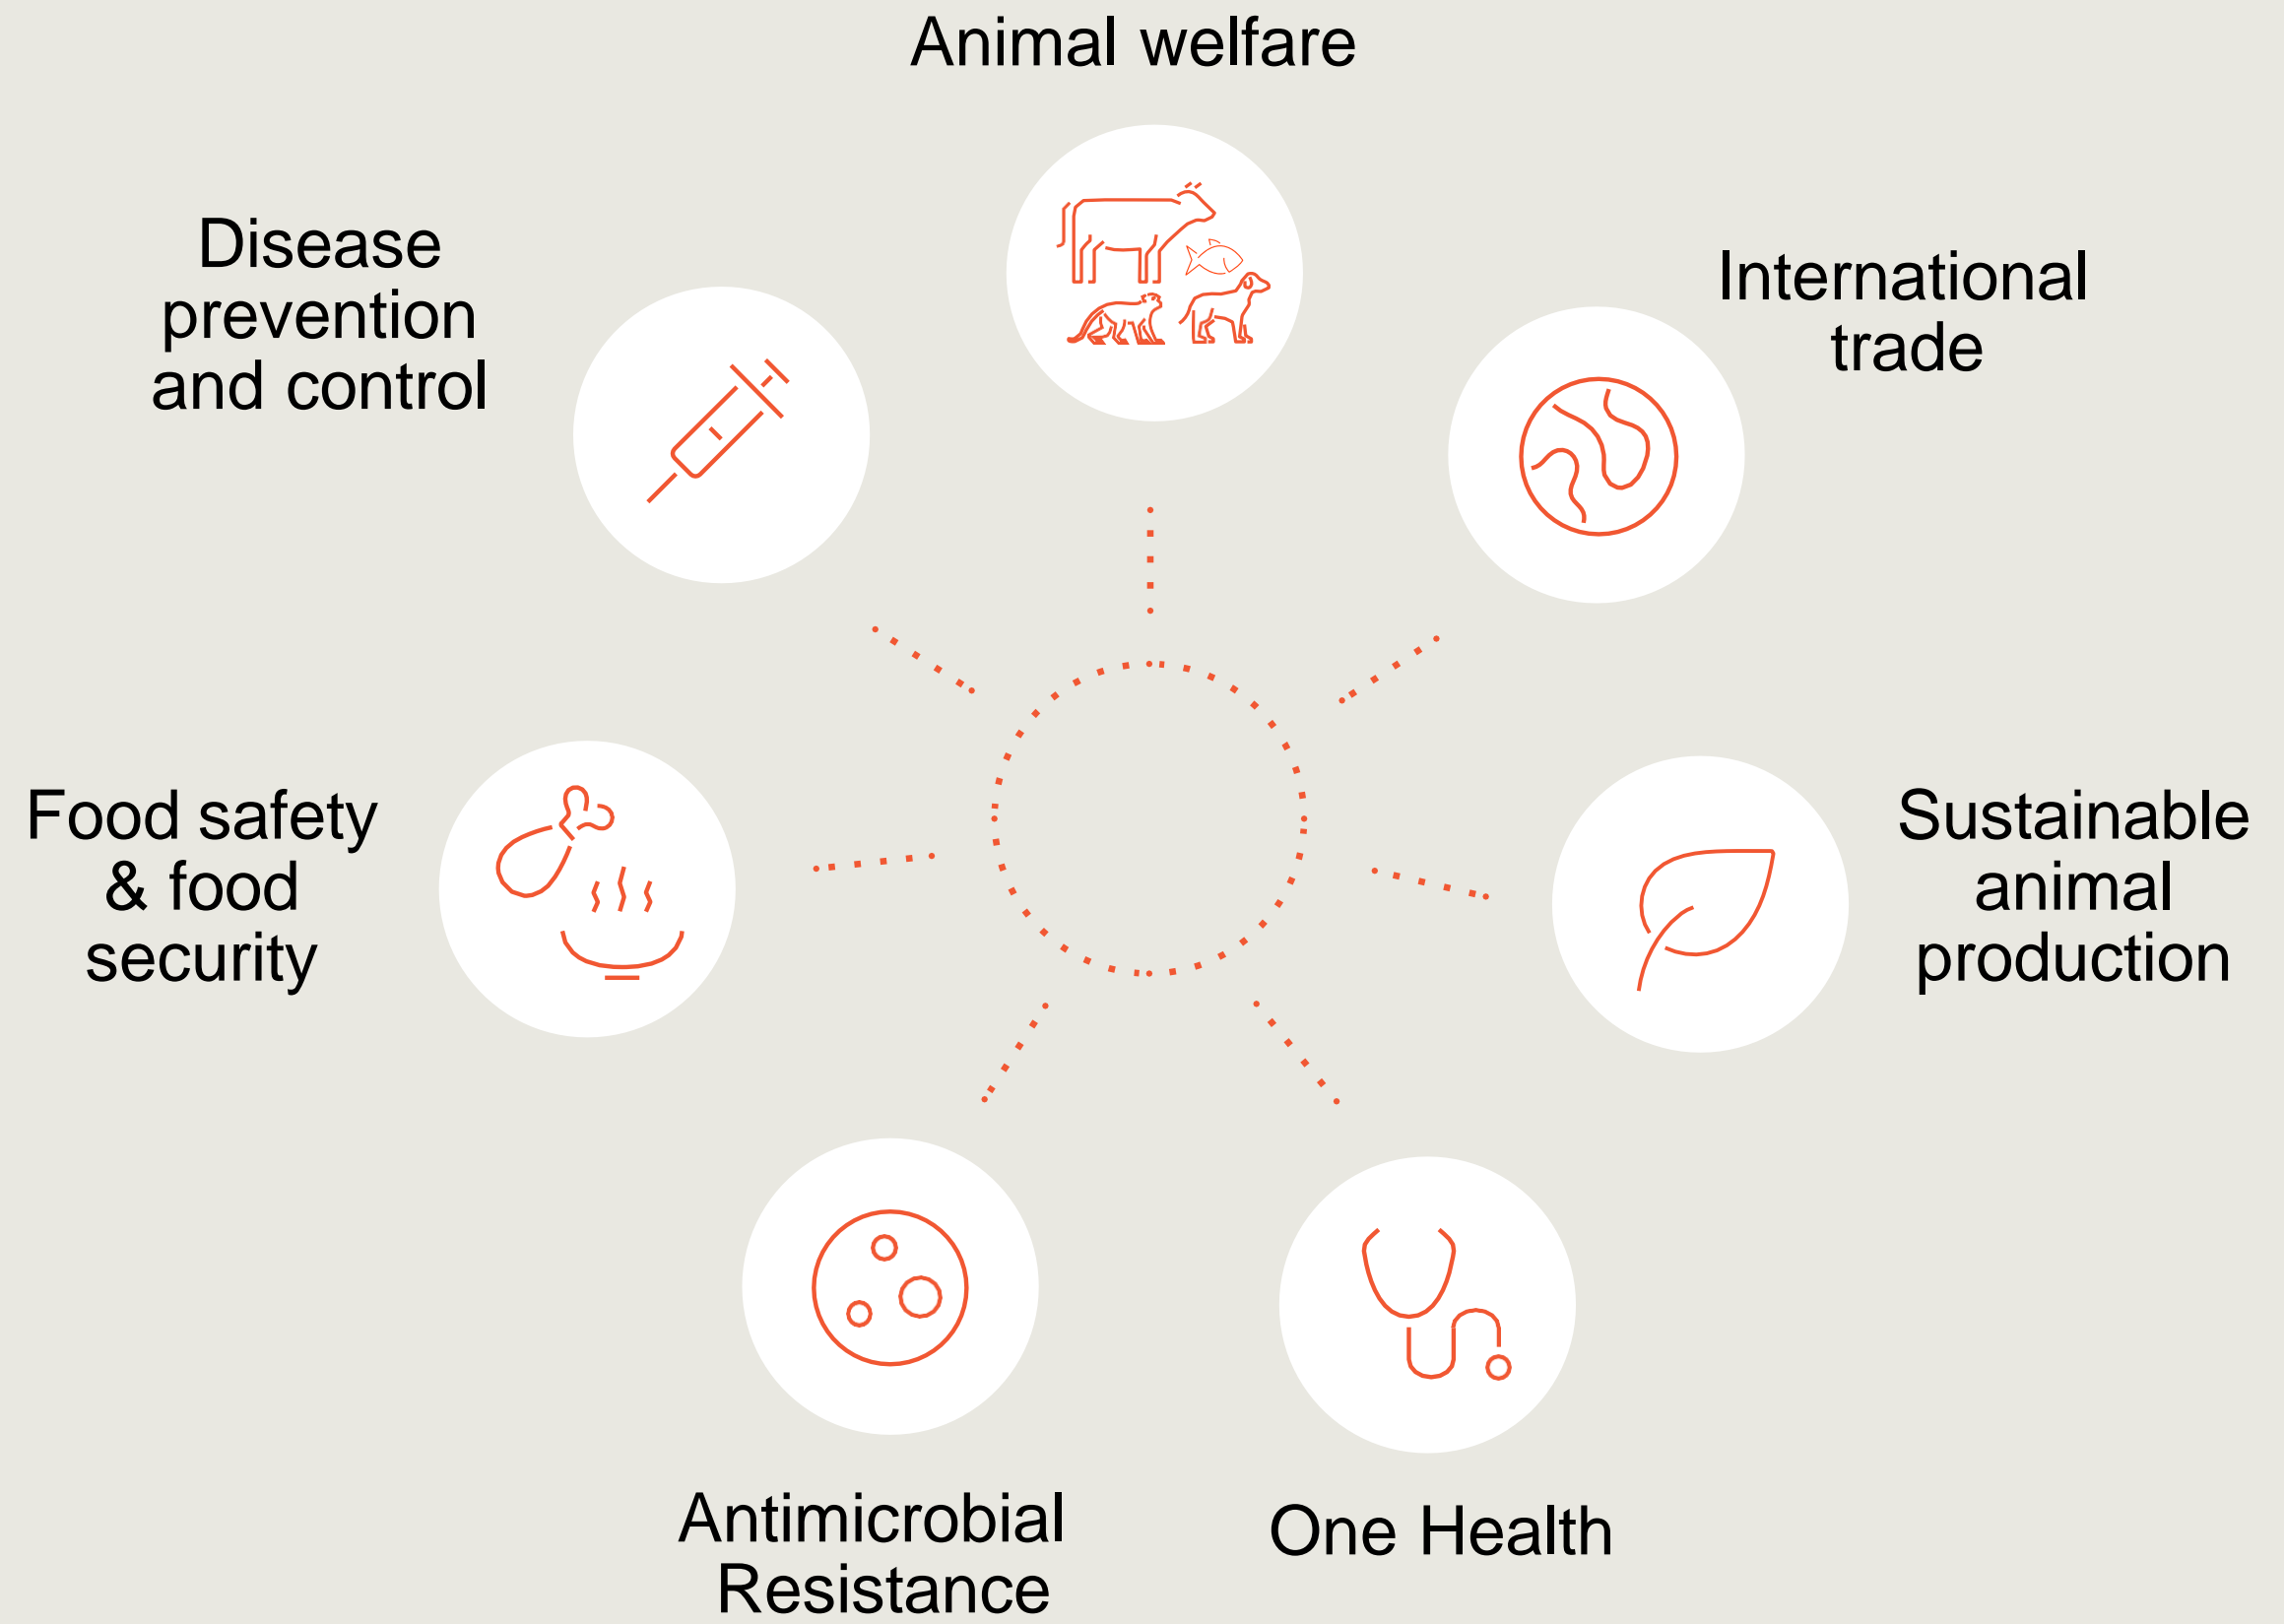 Animal welfare
Disease
prevention
and control
International
trade
Food safety
& food
security
Sustainable
animal
production
Antimicrobial
Resistance
One Health